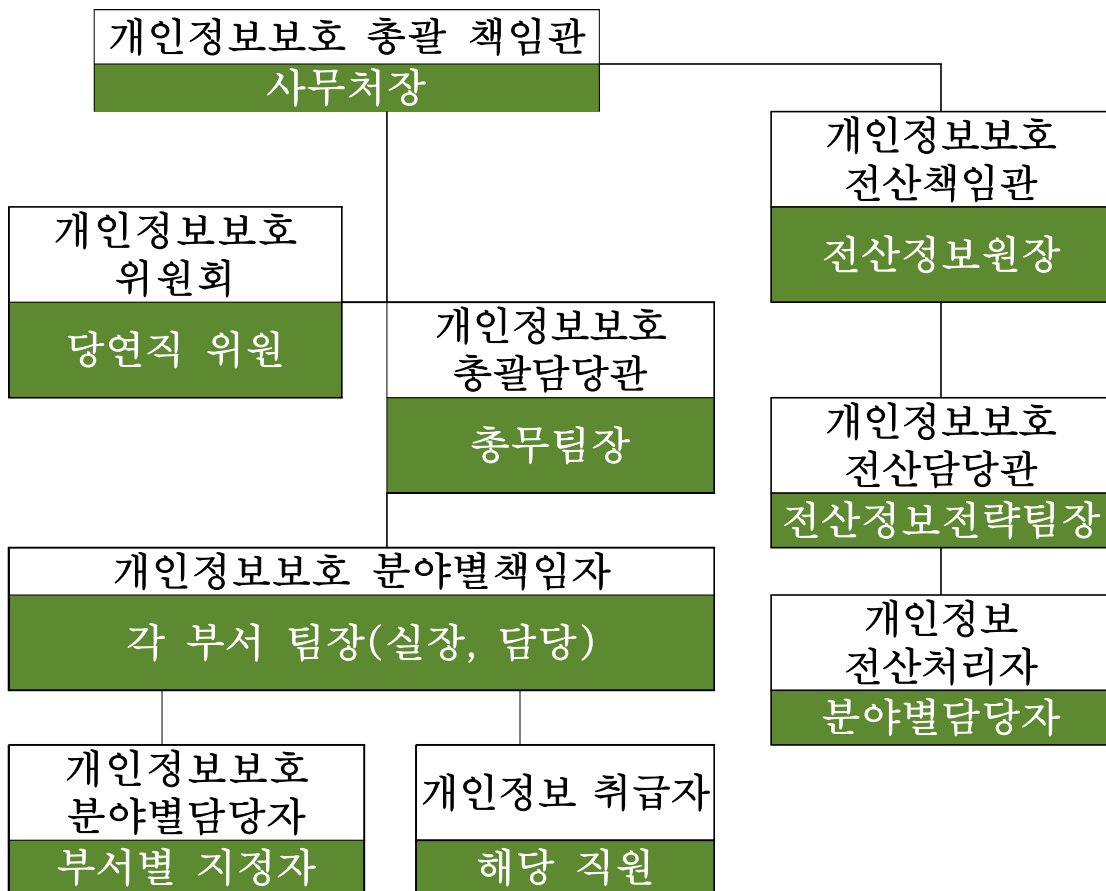 개인정보보호 총괄 책임관
사무처장
개인정보보호
전산책임관
전산정보원장
개인정보보호
위원회
당연직 위원
개인정보보호
총괄담당관
총무팀장
개인정보보호
전산담당관
전산정보전략팀장
개인정보보호 분야별책임자
각 부서 팀장(실장, 담당)
개인정보
전산처리자
분야별담당자
개인정보보호
분야별담당자
부서별 지정자
개인정보 취급자
해당 직원